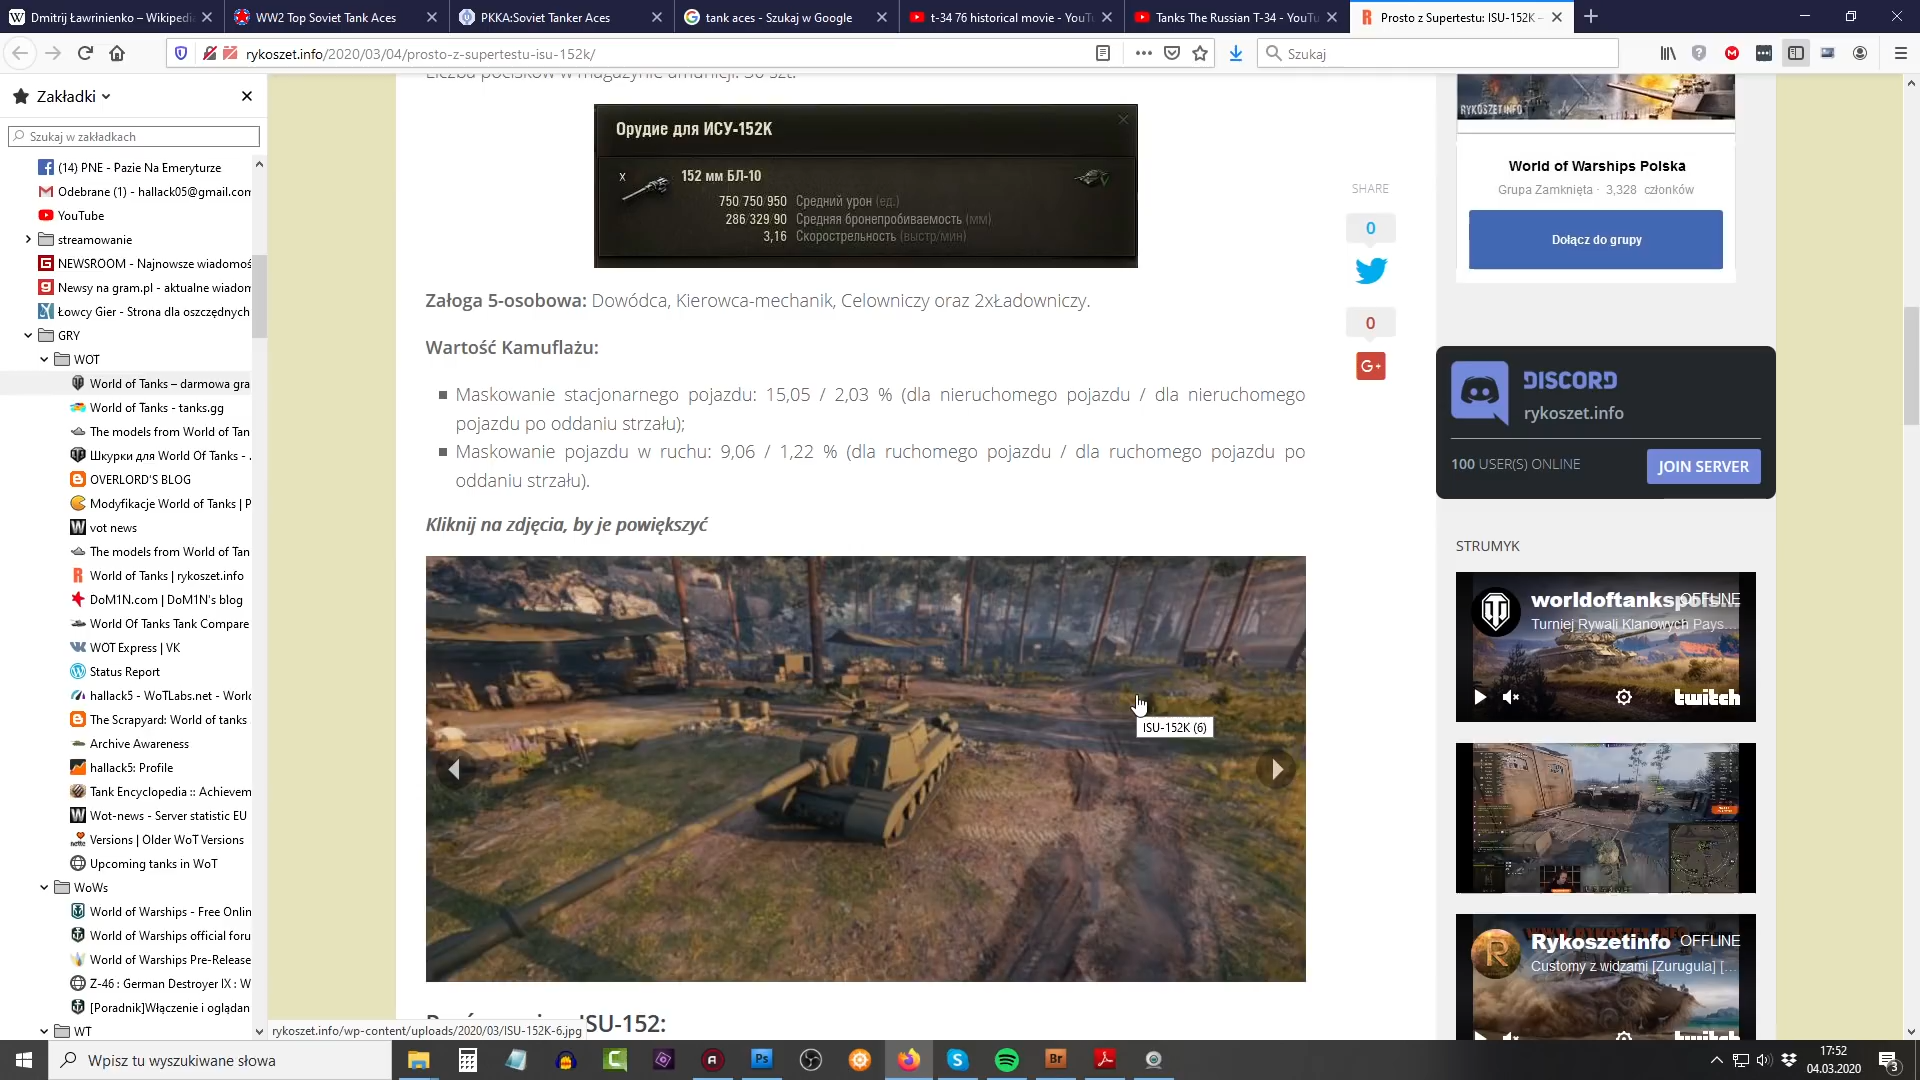 Dmitrij Ławrinienko – Wikipedi
WW2 Top Soviet Tank Aces
PKKA:Soviet Tanker Aces
tank aces - Szukaj w Google
t-34 76 historical movie - YouT
Tanks The Russian T-34 - YouTu
Prosto z Supertestu: ISU-152K –
rykoszet.info/2020/03/04/prosto-z-supertestu-isu-152k/
Szukaj
Zakładki
Szukaj w zakładkach
(14) PNE - Pazie Na Emeryturze
Odebrane (1) - hallack05@gmail.com
YouTube
streamowanie
NEWSROOM - Najnowsze wiadomoś
Newsy na gram.pl - aktualne wiadom
Łowcy Gier - Strona dla oszczędnych
GRY
WOT
World of Tanks – darmowa gra
World of Tanks - tanks.gg
The models from World of Tan
Шкурки для World Of Tanks - .
OVERLORD'S BLOG
Modyfikacje World of Tanks | P
vot news
The models from World of Tan
World of Tanks | rykoszet.info
DoM1N.com | DoM1N's blog
World Of Tanks Tank Compare
WOT Express | VK
Status Report
hallack5 - WoTLabs.net - World
The Scrapyard: World of tanks
Archive Awareness
hallack5: Profile
Tank Encyclopedia :: Achievem
Wot-news - Server statistic EU
Versions | Older WoT Versions
Upcoming tanks in WoT
WoWs
World of Warships - Free Onlin
World of Warships official foru
World of Warships Pre-Release
Z-46 : German Destroyer IX : W
[Poradnik]Włączenie i oglądan
WT
Liczba pocisków w magazynie amunicji: 36 szt.
Орудие для ИСУ-152К
x
152 мм БЛ-10
750 750 950 Средний урон (ед.)
286 329 90 Средняя бронепробиваемость (мм)
3,16 Скорострельность (выстр/мин)
Załoga 5-osobowa: Dowódca, Kierowca-mechanik, Celowniczy oraz 2xŁadowniczy.
Wartość Kamuflażu:
Maskowanie stacjonarnego pojazdu: 15,05 / 2,03 % (dla nieruchomego pojazdu / dla nieruchomego
pojazdu po oddaniu strzału);
Maskowanie pojazdu w ruchu: 9,06 / 1,22 % (dla ruchomego pojazdu / dla ruchomego pojazdu po
oddaniu strzału).
Kliknij na zdjęcia, by je powiększyć
ISU-152K (6)
ISU-152:
rykoszet.info/wp-content/uploads/2020/03/ISU-152K-6.jpg
SHARE
0
0
G+
RYKOSZET.INFO
World of Warships Polska
Grupa Zamknięta · 3,328 członków
Dołącz do grupy
DISCORD
rykoszet.info
100 USER(S) ONLINE
JOIN SERVER
STRUMYK
worldoftankspols...
OFFLINE
Turniej Rywali Klanowych Pays...
twitch
Rykoszetinfo
OFFLINE
Customy z widzami [Zurugula] [...
twitch
Wpisz tu wyszukiwane słowa
Ps
Br
17:52
04.03.2020
3